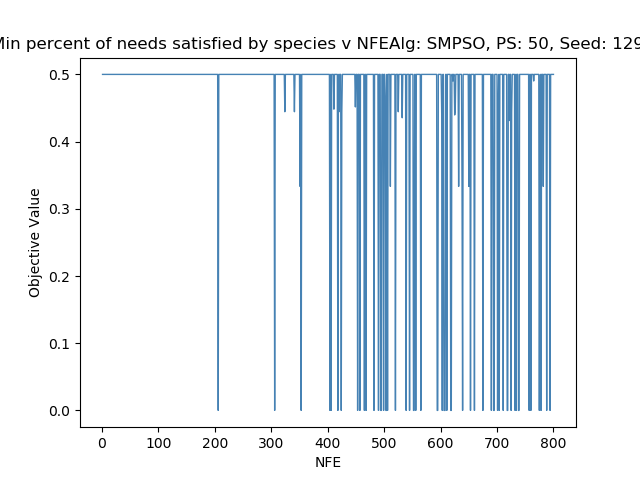 Min percent of needs satisfied by species v NFEAlg: SMPSO, PS: 50, Seed: 129
0.5
0.4
0.3
0.2
0.1
0.0
Objective Value
0 100 200 300 400 500 600 700 800
NFE